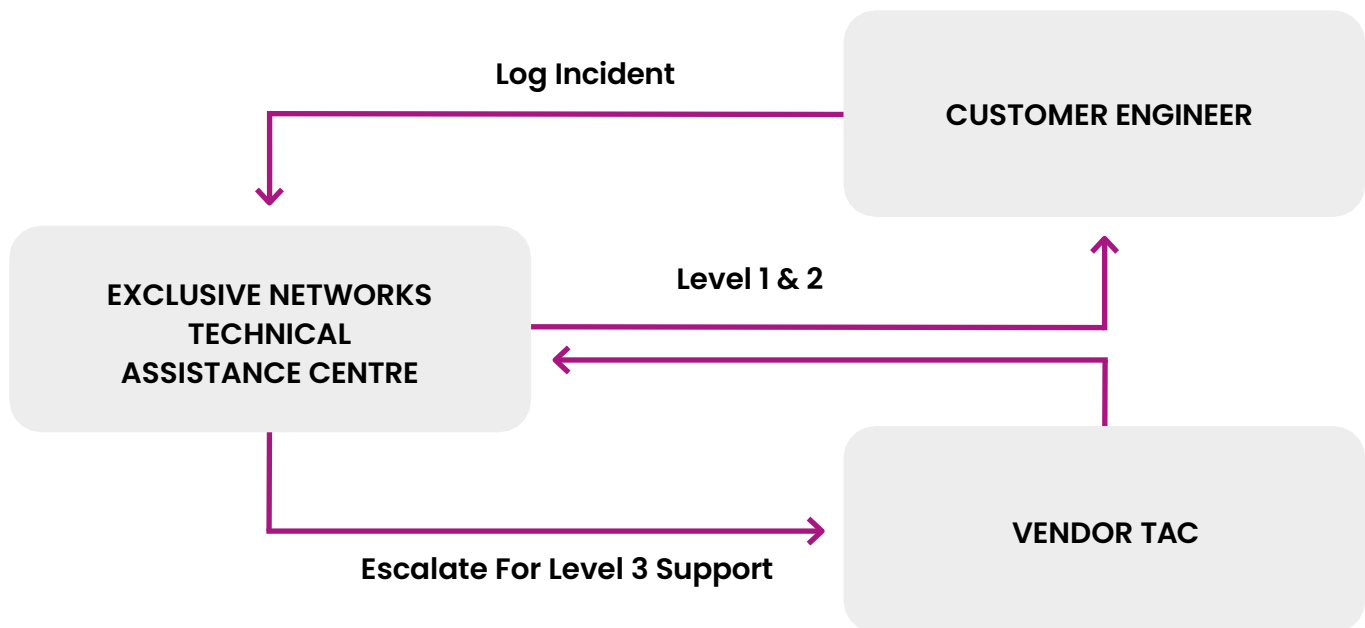 Log Incident
CUSTOMER ENGINEER
EXCLUSIVE NETWORKS
TECHNICAL
ASSISTANCE CENTRE
Level 1 & 2
VENDOR TAC
Escalate For Level 3 Support